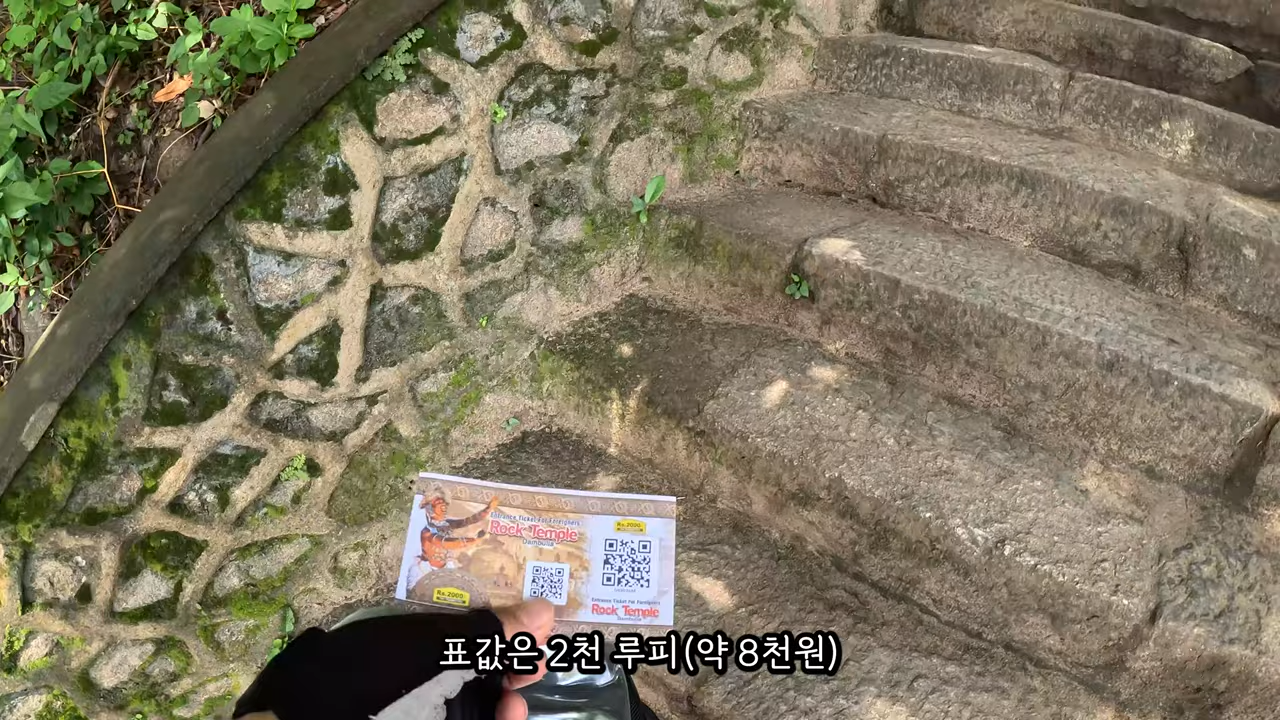 Entrance Ticket For Foreigners
Rock Temple
Dambulla
Rs.2000
Rs.2000
Entrance Ticket For Foreigners
Rock Temple
Dambulla
표값은 2천 루피(약 8천원)